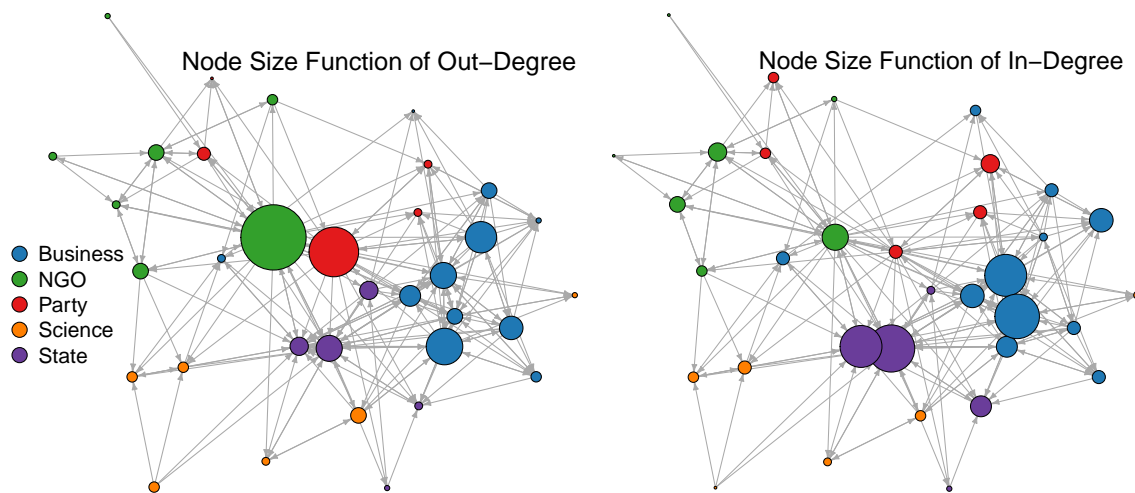 Node Size Function of Out−Degree
Node Size Function of In−Degree
Business
NGO
Party
Science
State